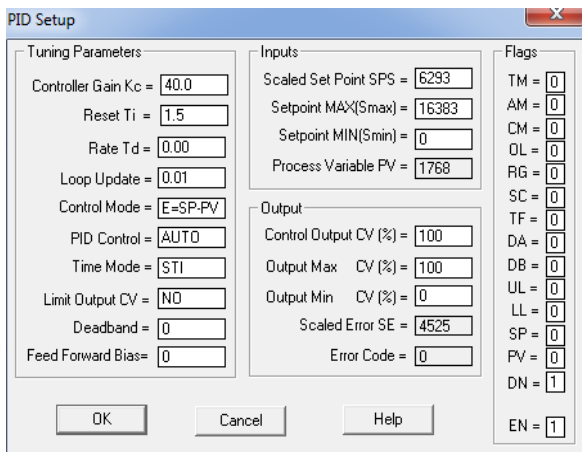 PID Setup
X
Tuning Parameters
Controller Gain Kc = 40.0
Reset Ti = 1.5
Rate Td = 0.00
Loop Update = 0.01
Control Mode = E=SP-PV
PID Control = AUTO
Time Mode = STI
Limit Output CV = NO
Deadband = 0
Feed Forward Bias= 0
Inputs
Scaled Set Point SPS = 6293
Setpoint MAX(Smax) = 16383
Setpoint MIN(Smin) = 0
Process Variable PV = 1768
Output
Control Output CV (%) = 100
Output Max CV (%) = 100
Output Min CV (%) = 0
Scaled Error SE = 4525
Error Code = 0
Flags
TM = 0
AM = 0
CM = 0
OL = 0
RG = 0
SC = 0
TF = 0
DA = 0
DB = 0
UL = 0
LL = 0
SP = 0
PV = 0
DN = 1
EN = 1
OK
Cancel
Help